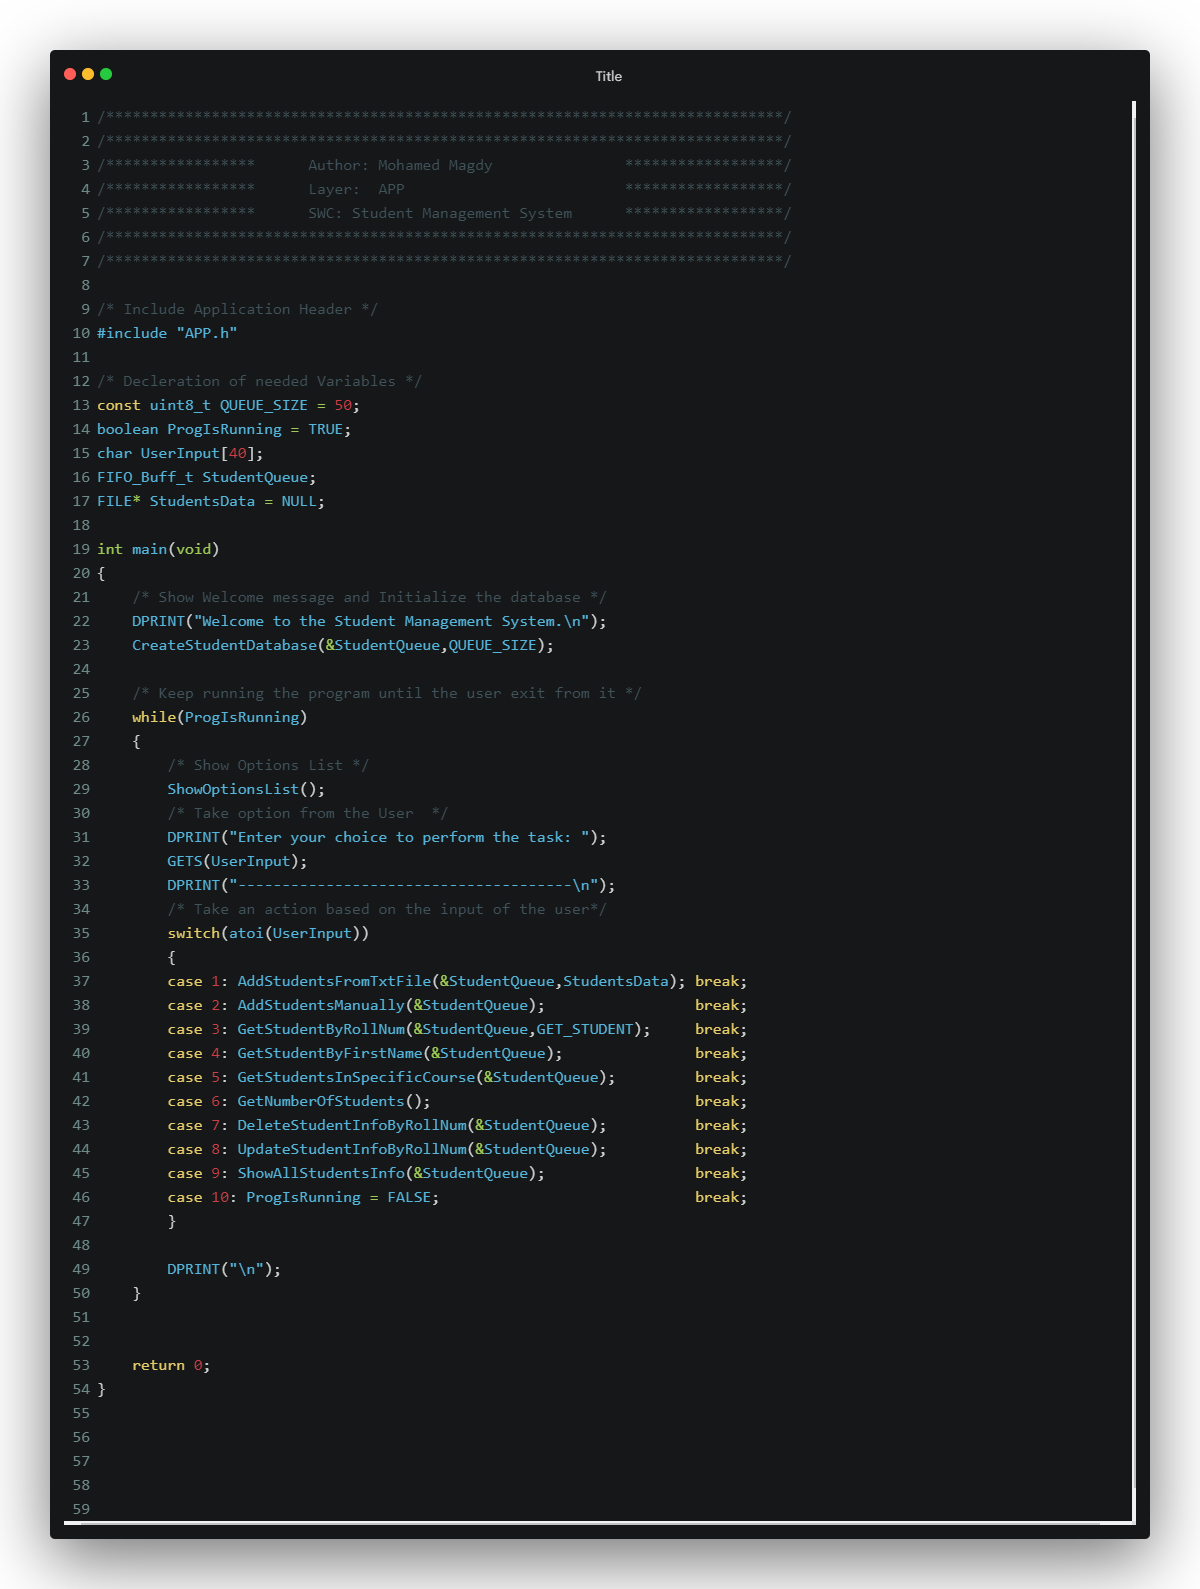 Title
1 /*****************************************************************************/
2 /*****************************************************************************/
3 /*****************      Author: Mohamed Magdy               ******************/
4 /*****************      Layer:  APP                         ******************/
5 /*****************      SWC: Student Management System      ******************/
6 /*****************************************************************************/
7 /*****************************************************************************/
8
9 /* Include Application Header */
10 #include "APP.h"
11
12 /* Decleration of needed Variables */
13 const uint8_t QUEUE_SIZE = 50;
14 boolean ProgIsRunning = TRUE;
15 char UserInput[40];
16 FIFO_Buff_t StudentQueue;
17 FILE* StudentsData = NULL;
18
19 int main(void)
20 {
21     /* Show Welcome message and Initialize the database */
22     DPRINT("Welcome to the Student Management System.\n");
23     CreateStudentDatabase(&StudentQueue,QUEUE_SIZE);
24
25     /* Keep running the program until the user exit from it */
26     while(ProgIsRunning)
27     {
28         /* Show Options List */
29         ShowOptionsList();
30         /* Take option from the User  */
31         DPRINT("Enter your choice to perform the task: ");
32         GETS(UserInput);
33         DPRINT("--------------------------------------\n");
34         /* Take an action based on the input of the user*/
35         switch(atoi(UserInput))
36         {
37         case 1: AddStudentsFromTxtFile(&StudentQueue,StudentsData); break;
38         case 2: AddStudentsManually(&StudentQueue);                 break;
39         case 3: GetStudentByRollNum(&StudentQueue,GET_STUDENT);     break;
40         case 4: GetStudentByFirstName(&StudentQueue);               break;
41         case 5: GetStudentsInSpecificCourse(&StudentQueue);         break;
42         case 6: GetNumberOfStudents();                              break;
43         case 7: DeleteStudentInfoByRollNum(&StudentQueue);          break;
44         case 8: UpdateStudentInfoByRollNum(&StudentQueue);          break;
45         case 9: ShowAllStudentsInfo(&StudentQueue);                 break;
46         case 10: ProgIsRunning = FALSE;                             break;
47         }
48
49         DPRINT("\n");
50     }
51
52
53     return 0;
54 }
55
56
57
58
59